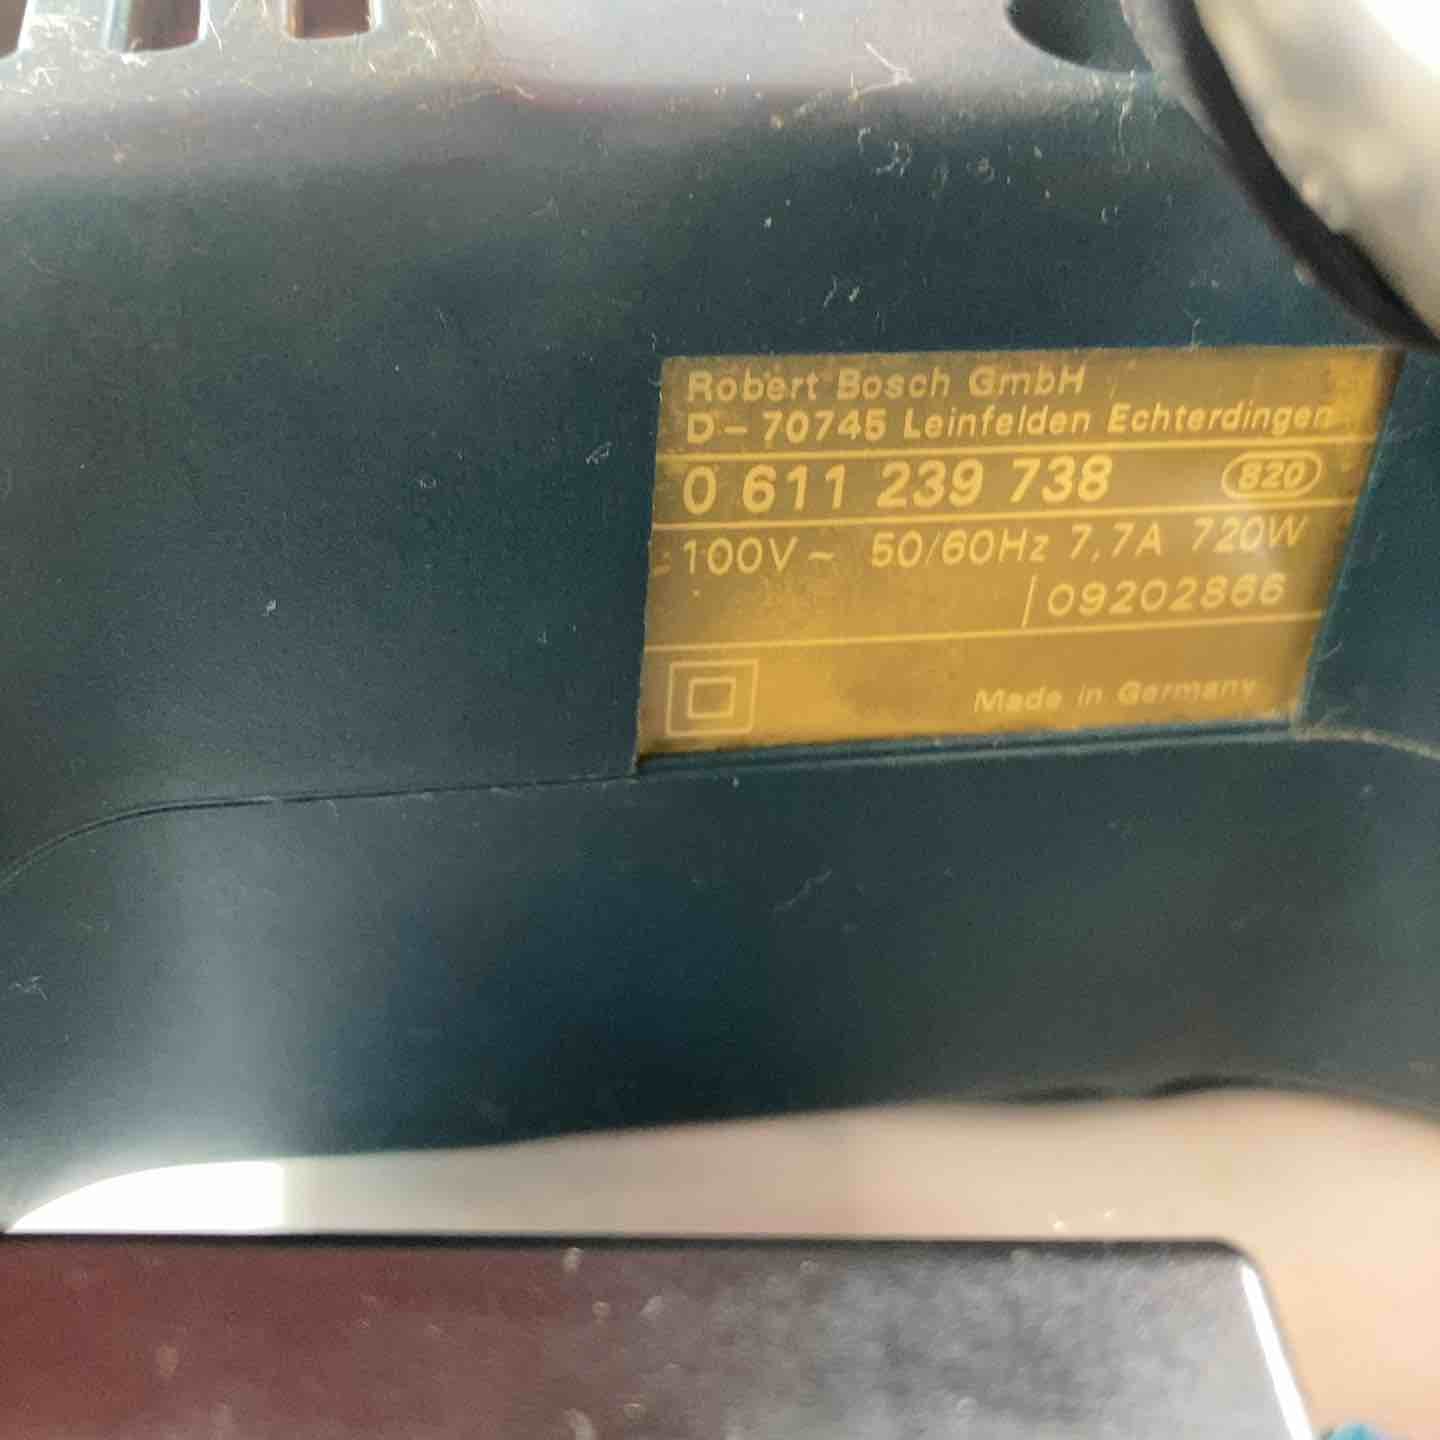 Robert Bosch GmbH
D-70745 Leinfelden Echterdingen
0 611 239 738 820
100V~ 50/60Hz 7,7A 720W
09202866
Made in Germany